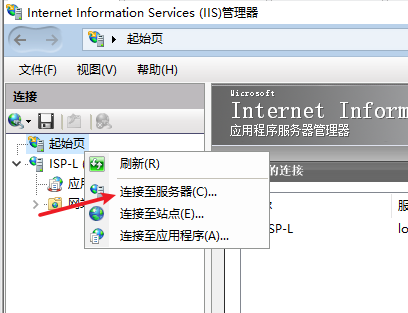 Internet Information Services (IIS)管理器
起始页
文件(F)
视图(V)
帮助(H)
连接
Microsoft
Internet Inform
应用程序服务器管理器
起始页
ISP-L
刷新(R)
的连接
应
连接至服务器(C)...
网
连接至站点(E)...
服
连接至应用程序(A)...
SP-L
lo